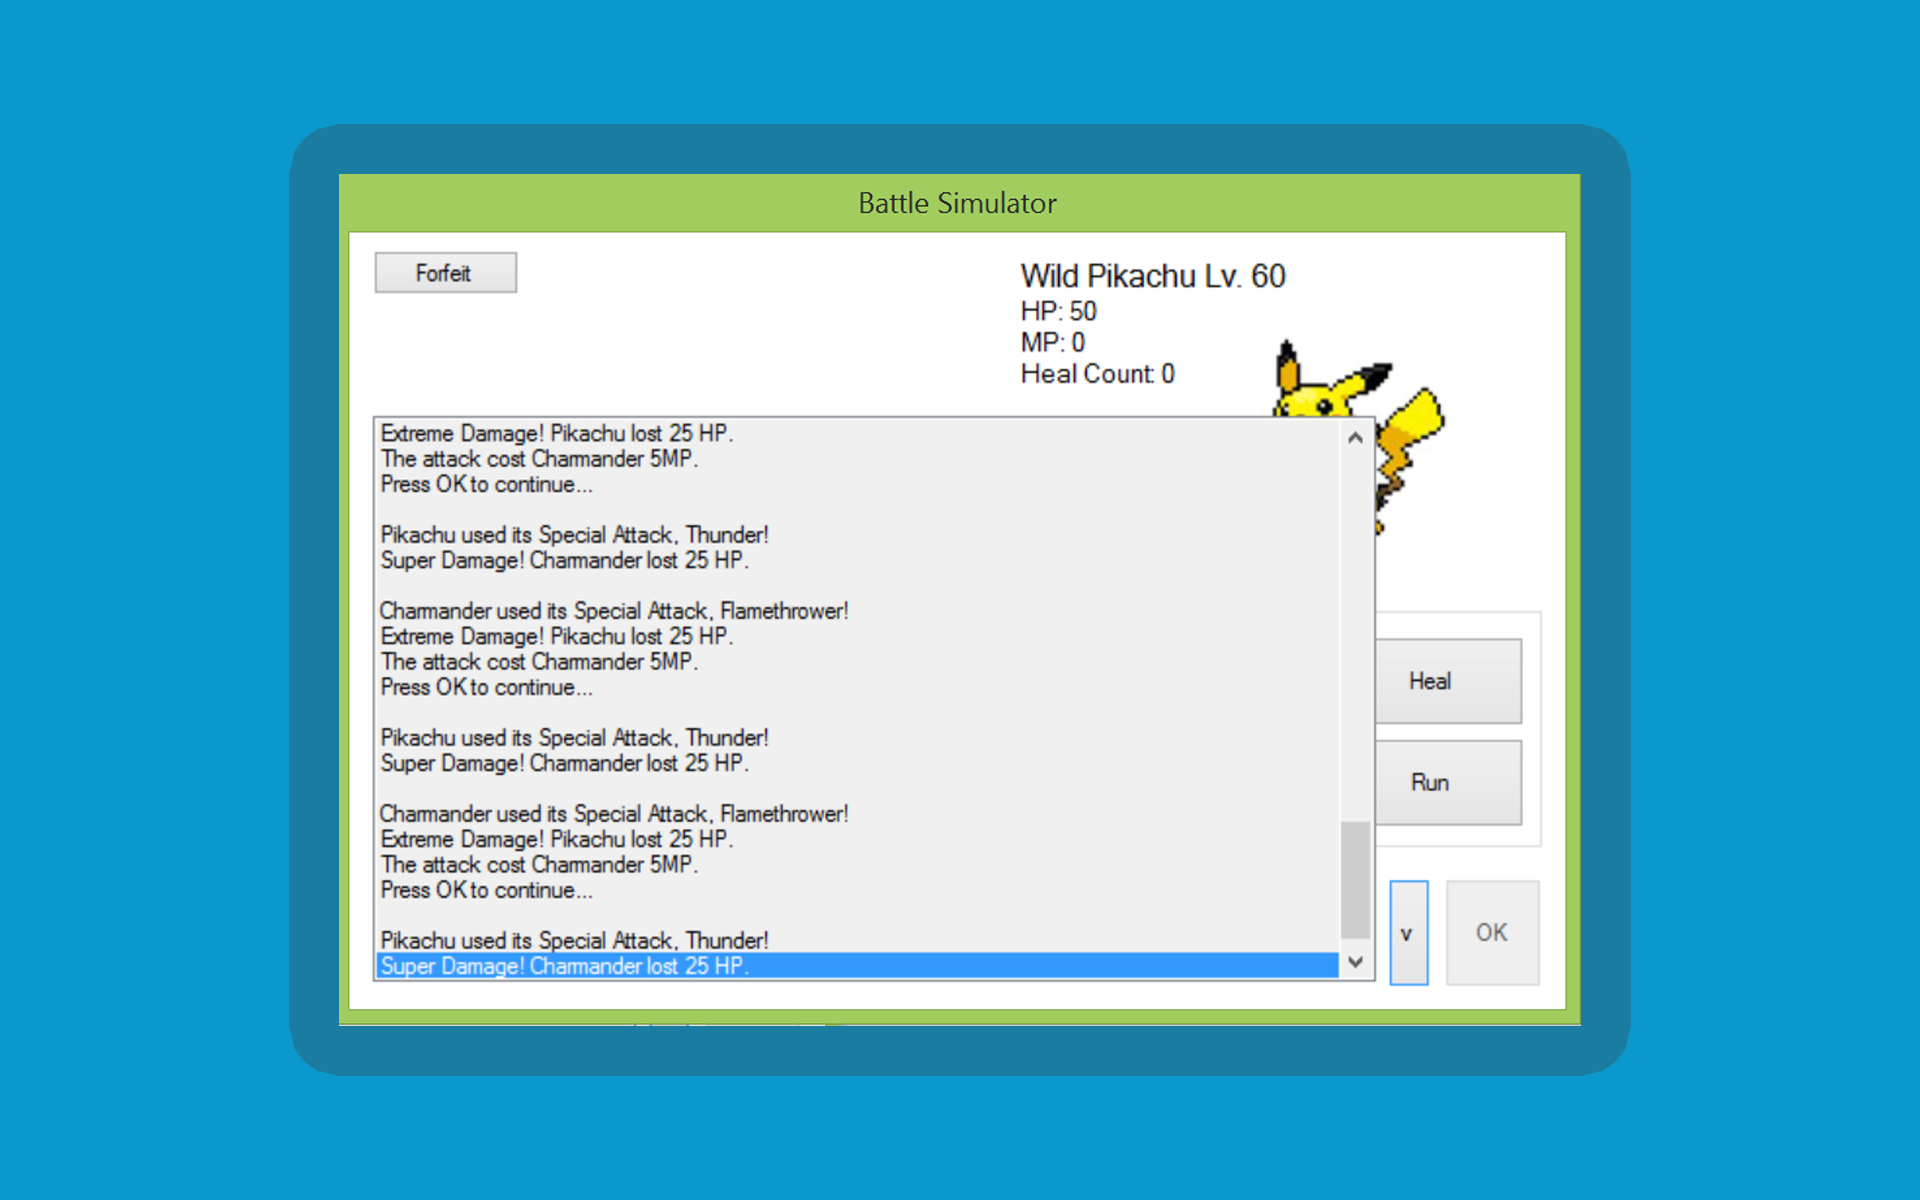 Battle Simulator
Forfeit
Wild Pikachu Lv. 60
HP: 50
MP: 0
Heal Count: 0
Extreme Damage! Pikachu lost 25 HP.
The attack cost Charmander 5MP.
Press OK to continue...
Pikachu used its Special Attack, Thunder!
Super Damage! Charmander lost 25 HP.
Charmander used its Special Attack, Flamethrower!
Extreme Damage! Pikachu lost 25 HP.
The attack cost Charmander 5MP.
Press OK to continue...
Pikachu used its Special Attack, Thunder!
Super Damage! Charmander lost 25 HP.
Charmander used its Special Attack, Flamethrower!
Extreme Damage! Pikachu lost 25 HP.
The attack cost Charmander 5MP.
Press OK to continue...
Pikachu used its Special Attack, Thunder!
Super Damage! Charmander lost 25 HP.
Heal
Run
v
OK